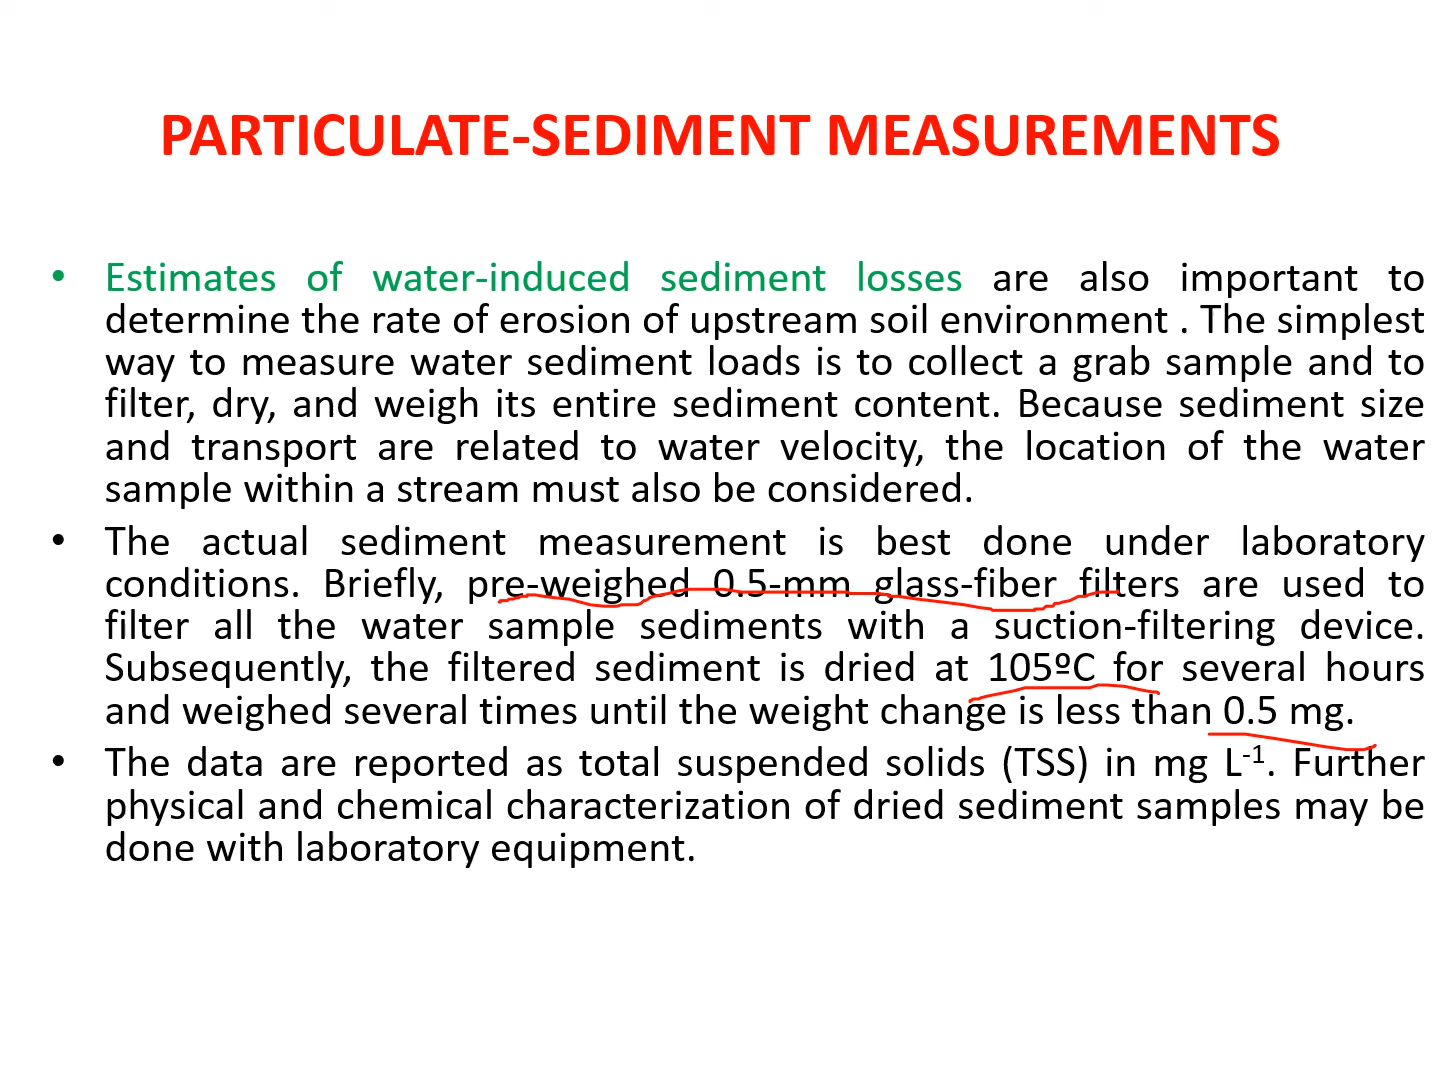 PARTICULATE-SEDIMENT MEASUREMENTS
• Estimates of water-induced sediment losses are also important to
determine the rate of erosion of upstream soil environment . The simplest
way to measure water sediment loads is to collect a grab sample and to
filter, dry, and weigh its entire sediment content. Because sediment size
and transport are related to water velocity, the location of the water
sample within a stream must also be considered.
• The actual sediment measurement is best done under laboratory
conditions. Briefly, pre-weighed 0.5-mm glass-fiber filters are used to
filter all the water sample sediments with a suction-filtering device.
Subsequently, the filtered sediment is dried at 105ºC for several hours
and weighed several times until the weight change is less than 0.5 mg.
• The data are reported as total suspended solids (TSS) in mg L⁻¹. Further
physical and chemical characterization of dried sediment samples may be
done with laboratory equipment.